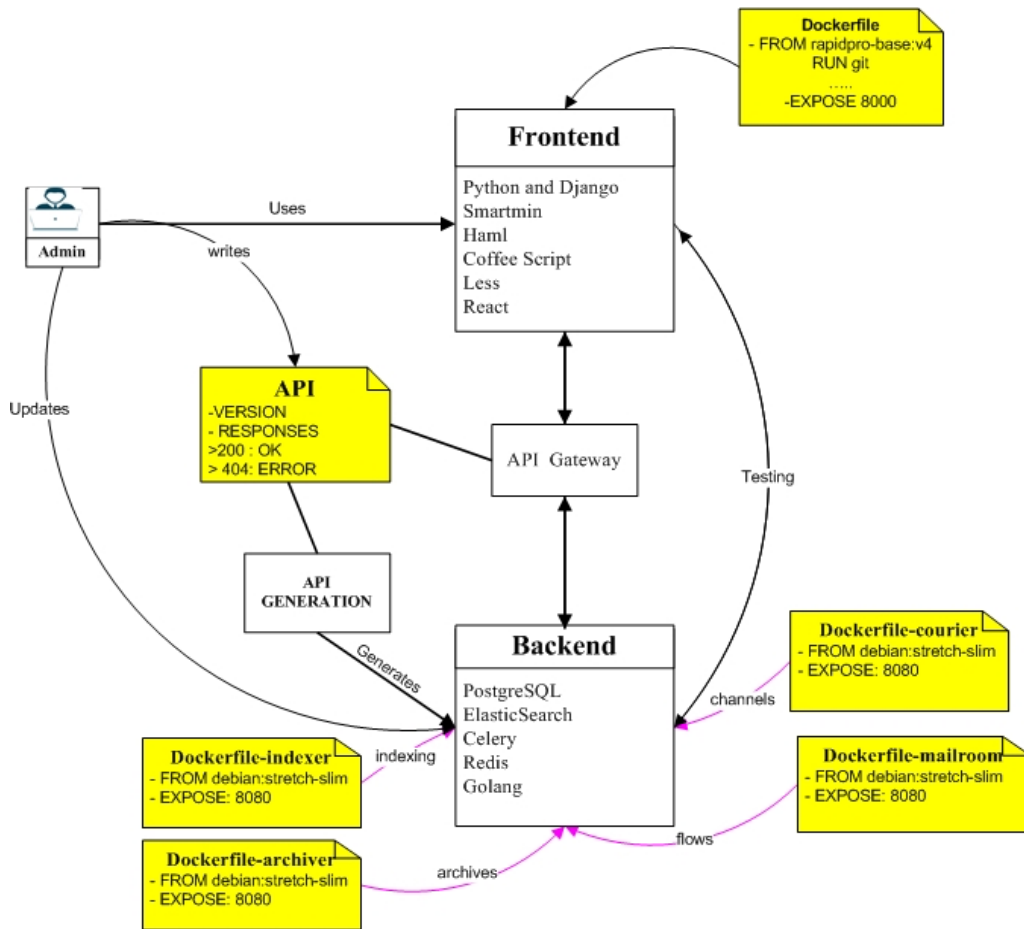 Dockerfile
- FROM rapidpro-base:v4
RUN git
.....
-EXPOSE 8000
Frontend
Python and Django
Smartmin
Haml
Coffee Script
Less
React
Admin
Uses
writes
Updates
API
-VERSION
- RESPONSES
>200 : OK
> 404: ERROR
API Gateway
Testing
API
GENERATION
Generates
Backend
PostgreSQL
ElasticSearch
Celery
Redis
Golang
Dockerfile-courier
- FROM debian:stretch-slim
- EXPOSE: 8080
channels
Dockerfile-indexer
- FROM debian:stretch-slim
- EXPOSE: 8080
indexing
Dockerfile-mailroom
- FROM debian:stretch-slim
- EXPOSE: 8080
flows
Dockerfile-archiver
- FROM debian:stretch-slim
- EXPOSE: 8080
archives